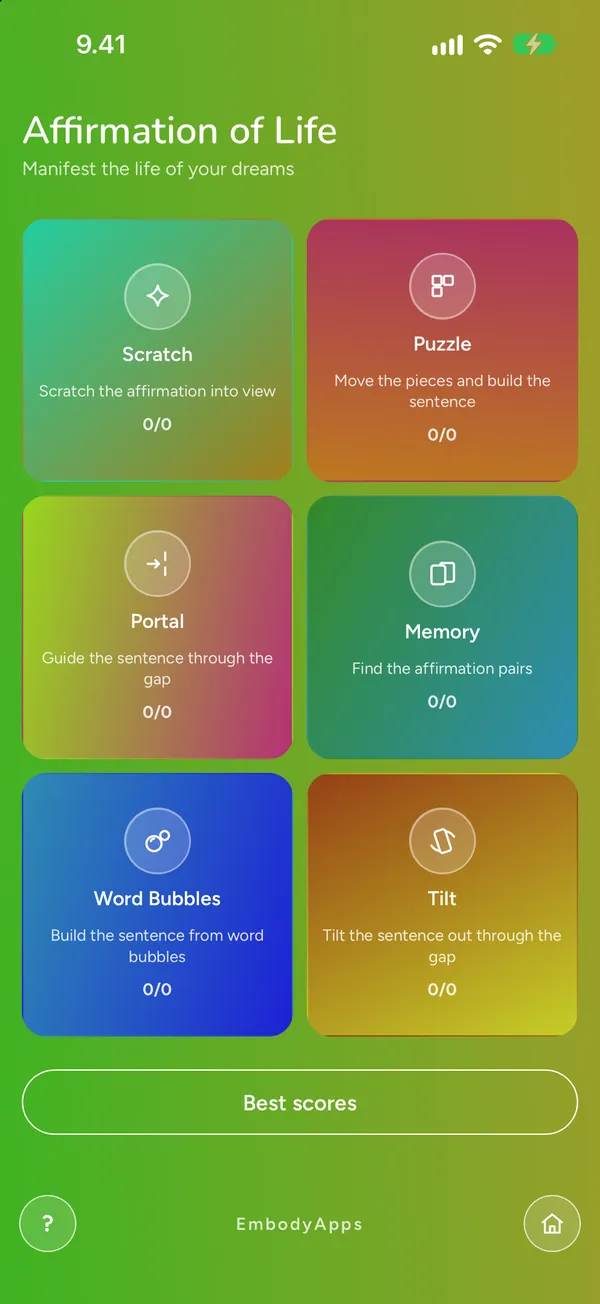 9.41
Affirmation of Life
Manifest the life of your dreams
Scratch
Scratch the affirmation into view
0/0
Puzzle
Move the pieces and build the
sentence
0/0
Portal
Guide the sentence through the
gap
0/0
Memory
Find the affirmation pairs
0/0
Word Bubbles
Build the sentence from word
bubbles
0/0
Tilt
Tilt the sentence out through the
gap
0/0
Best scores
?
EmbodyApps